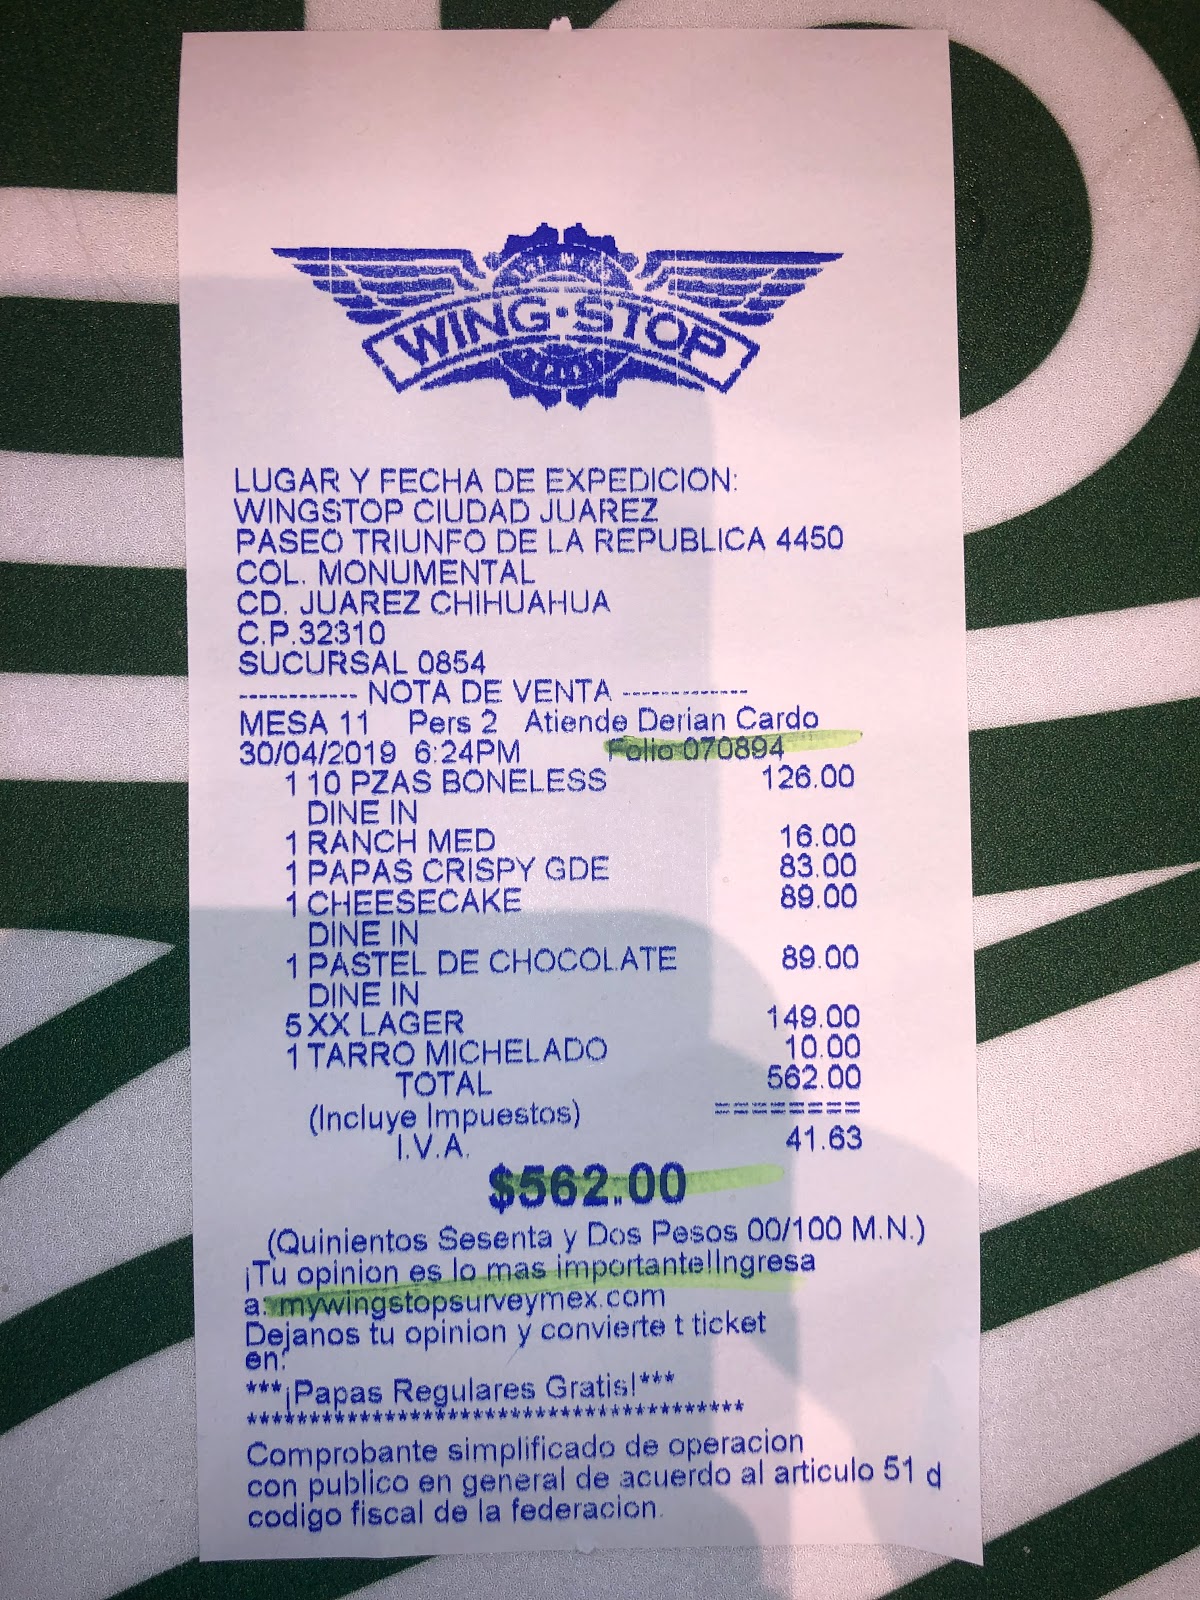 WING·STOP
LUGAR Y FECHA DE EXPEDICION:
WINGSTOP CIUDAD JUAREZ
PASEO TRIUNFO DE LA REPUBLICA 4450
COL. MONUMENTAL
CD. JUAREZ CHIHUAHUA
C.P.32310
SUCURSAL 0854
------------ NOTA DE VENTA -------------
MESA 11 Pers 2 Atiende Derian Cardo
30/04/2019 6:24PM Folio 070894
1 10 PZAS BONELESS 126.00
DINE IN
1 RANCH MED 16.00
1 PAPAS CRISPY GDE 83.00
1 CHEESECAKE 89.00
DINE IN
1 PASTEL DE CHOCOLATE 89.00
DINE IN
5 XX LAGER 149.00
1 TARRO MICHELADO 10.00
TOTAL 562.00
(Incluye Impuestos) ========
I.V.A. 41.63
$562.00
(Quinientos Sesenta y Dos Pesos 00/100 M.N.)
¡Tu opinion es lo mas importante!Ingresa
a: mywingstopsurveymex.com
Dejanos tu opinion y convierte t ticket
en:
***¡Papas Regulares Gratis!***
****************************************
Comprobante simplificado de operacion
con publico en general de acuerdo al articulo 51 d
codigo fiscal de la federacion.